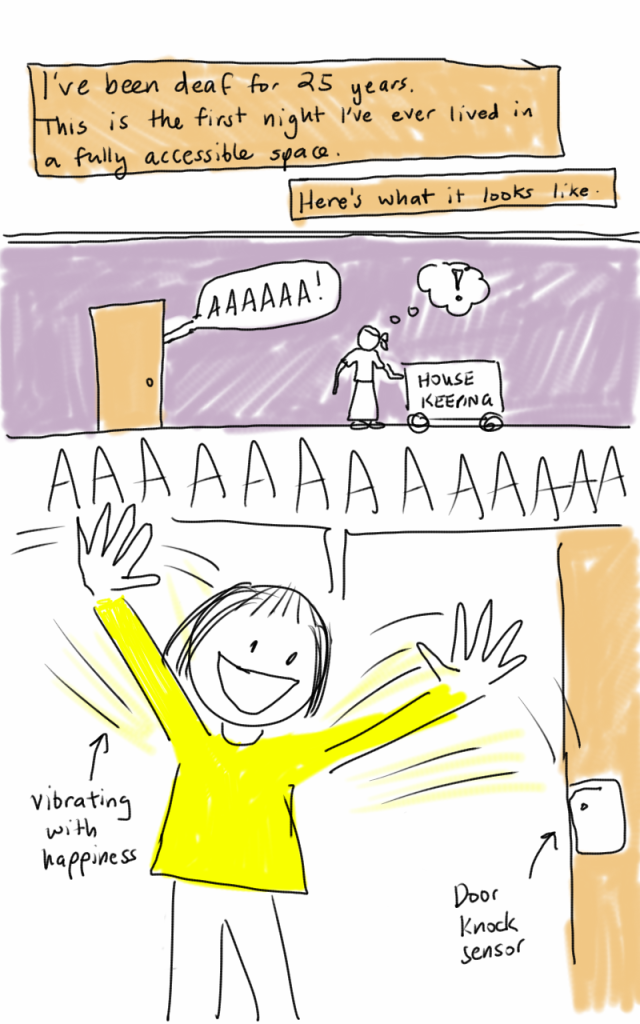 I've been deaf for 25 years.
This is the first night I've ever lived in
a fully accessible space.
Here's what it looks like.
AAAAAA!
!
HOUSE
KEEPING
AAAAAAAAAAAAA
vibrating
with
happiness
Door
Knock
sensor